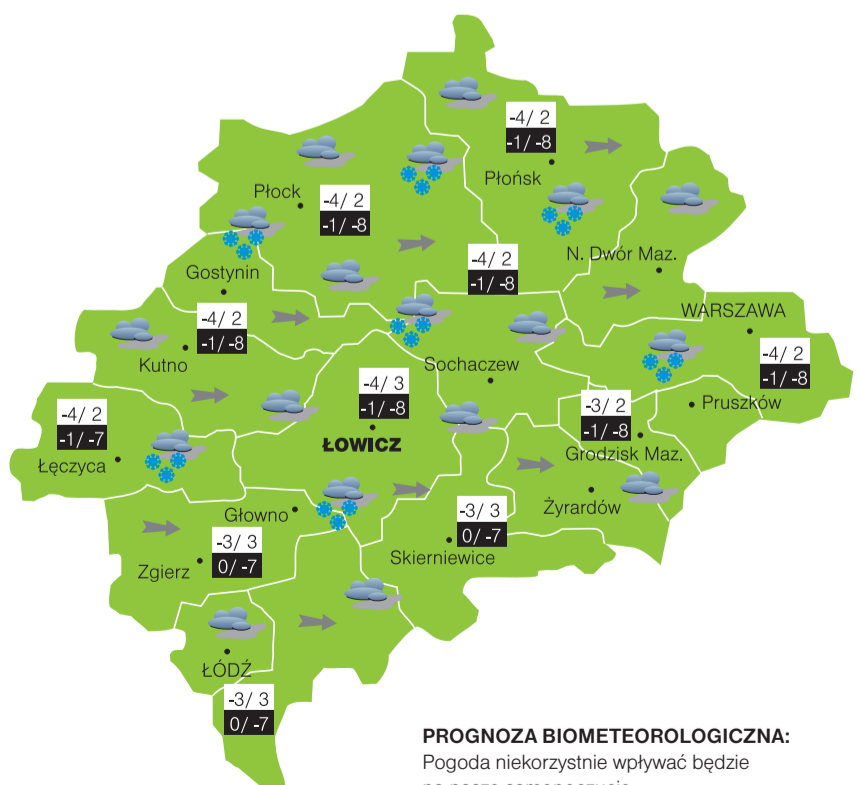 -4/ 2
-1/ -8
Płońsk
Płock
-4/ 2
-1/ -8
N. Dwór Maz.
-4/ 2
-1/ -8
Gostynin
-4/ 2
-1/ -8
Kutno
WARSZAWA
-4/ 2
-1/ -8
Sochaczew
-4/ 3
-1/ -8
ŁOWICZ
-3/ 2
-1/ -8
Pruszków
Grodzisk Maz.
-4/ 2
-1/ -7
Łęczyca
Żyrardów
Głowno
-3/ 3
0/ -7
Skierniewice
-3/ 3
0/ -7
Zgierz
ŁÓDŹ
-3/ 3
0/ -7
PROGNOZA BIOMETEOROLOGICZNA:
Pogoda niekorzystnie wpływać będzie